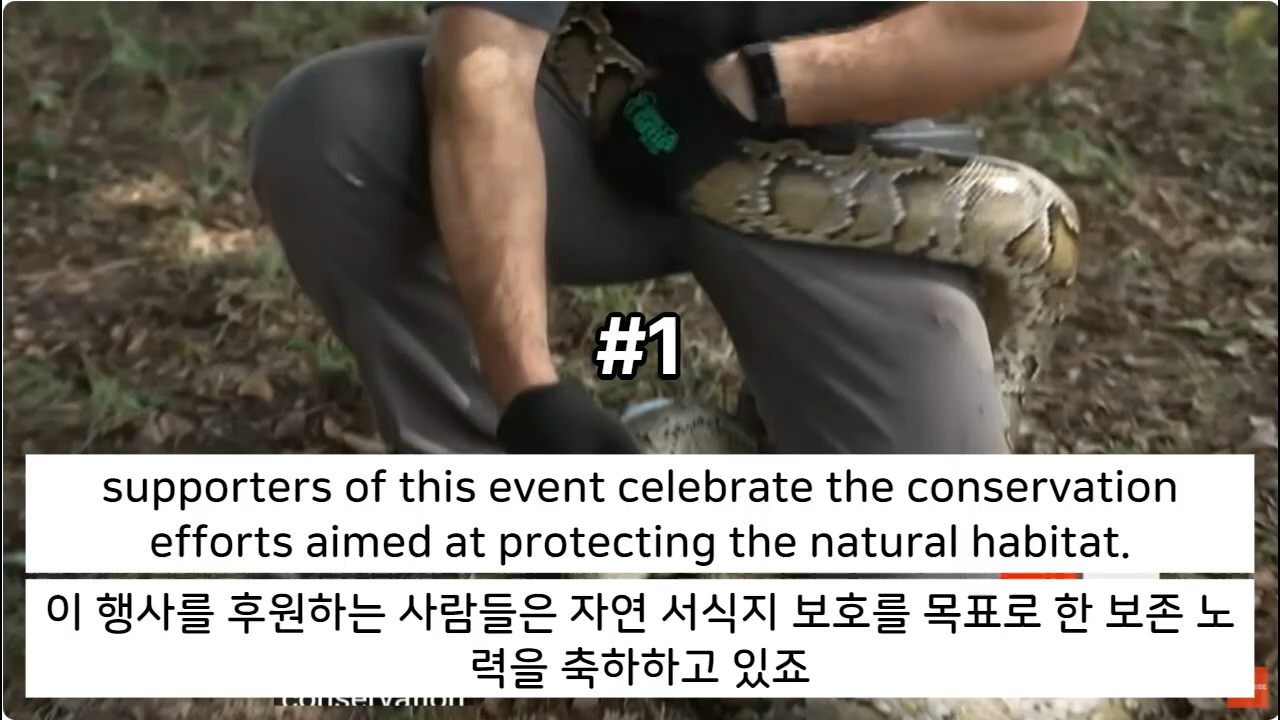 #1
supporters of this event celebrate the conservation
efforts aimed at protecting the natural habitat.
이 행사를 후원하는 사람들은 자연 서식지 보호를 목표로 한 보존 노
력을 축하하고 있죠
conservation